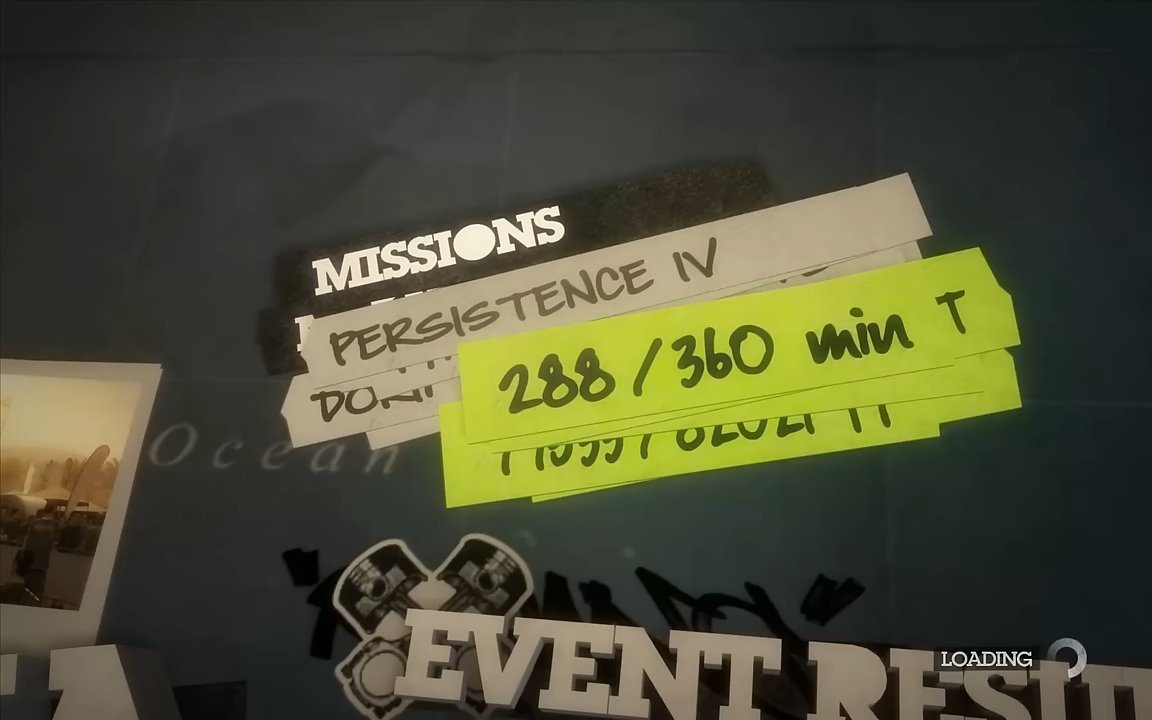 MISSIONS
PERSISTENCE IV
288/360 min T
Ocean
EVENT
LOADING